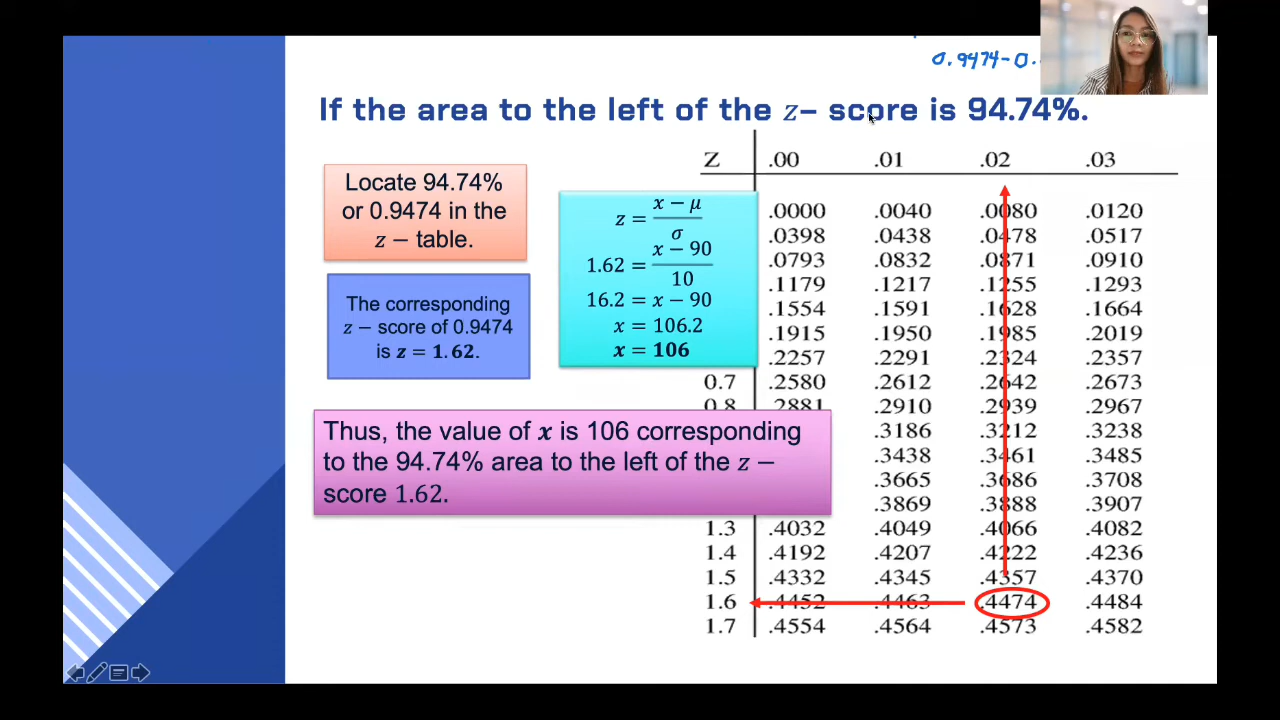 0.9474-0.
If the area to the left of the z– score is 94.74%.
Locate 94.74%
or 0.9474 in the
z − table.
The corresponding
z − score of 0.9474
is z = 1.62.
z = x − μ / σ
1.62 = x − 90 / 10
16.2 = x − 90
x = 106.2
x = 106
Thus, the value of x is 106 corresponding
to the 94.74% area to the left of the z −
score 1.62.
Z .00 .01 .02 .03
.0000 .0040 .0080 .0120
.0398 .0438 .0478 .0517
.0793 .0832 .0871 .0910
.1179 .1217 .1255 .1293
.1554 .1591 .1628 .1664
.1915 .1950 .1985 .2019
.2257 .2291 .2324 .2357
0.7 .2580 .2612 .2642 .2673
0.8 .2881 .2910 .2939 .2967
.3186 .3212 .3238
.3438 .3461 .3485
.3665 .3686 .3708
.3869 .3888 .3907
1.3 .4032 .4049 .4066 .4082
1.4 .4192 .4207 .4222 .4236
1.5 .4332 .4345 .4357 .4370
1.6 .4452 .4463 .4474 .4484
1.7 .4554 .4564 .4573 .4582